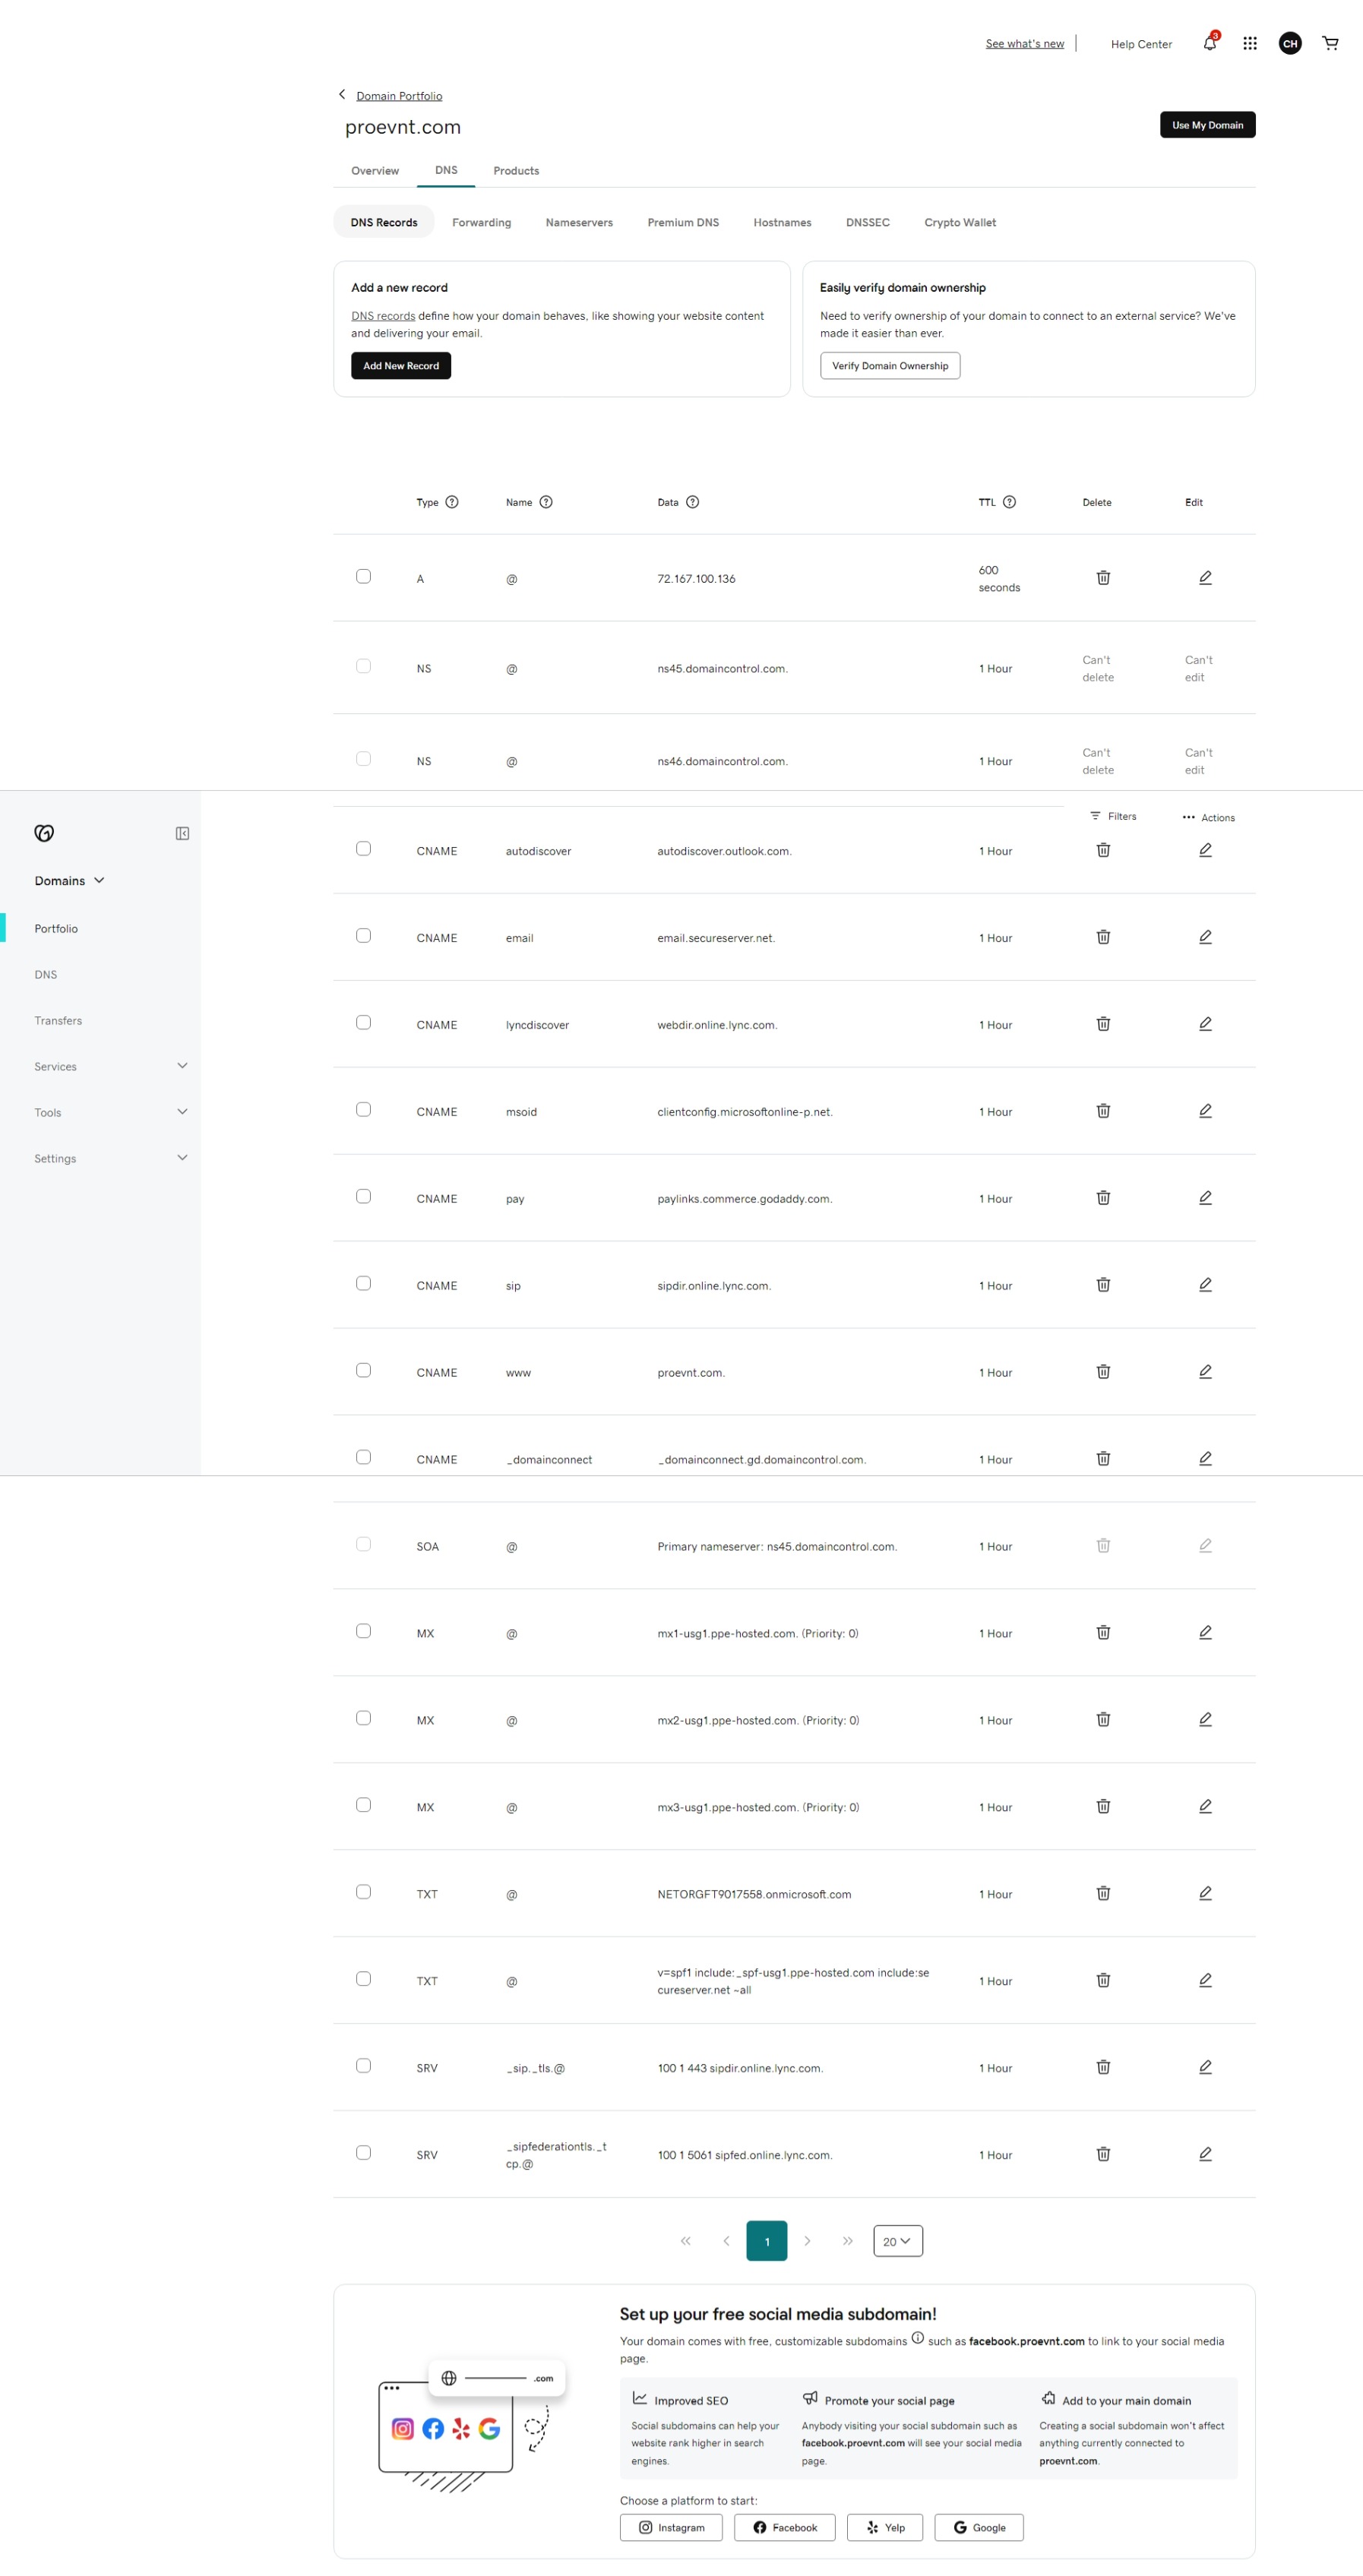 See what's new
Help Center
3
CH
Domain Portfolio
proevnt.com
Use My Domain
Overview DNS Products
DNS Records Forwarding Nameservers Premium DNS Hostnames DNSSEC Crypto Wallet
Add a new record
DNS records define how your domain behaves, like showing your website content
and delivering your email.
Add New Record
Easily verify domain ownership
Need to verify ownership of your domain to connect to an external service? We've
made it easier than ever.
Verify Domain Ownership
Type Name Data TTL Delete Edit
A @ 72.167.100.136 600
seconds
NS @ ns45.domaincontrol.com. 1 Hour Can't
delete Can't
edit
NS @ ns46.domaincontrol.com. 1 Hour Can't
delete Can't
edit
Filters Actions
Domains
Portfolio
DNS
Transfers
Services
Tools
Settings
CNAME autodiscover autodiscover.outlook.com. 1 Hour
CNAME email email.secureserver.net. 1 Hour
CNAME lyncdiscover webdir.online.lync.com. 1 Hour
CNAME msoid clientconfig.microsoftonline-p.net. 1 Hour
CNAME pay paylinks.commerce.godaddy.com. 1 Hour
CNAME sip sipdir.online.lync.com. 1 Hour
CNAME www proevnt.com. 1 Hour
CNAME _domainconnect _domainconnect.gd.domaincontrol.com. 1 Hour
SOA @ Primary nameserver: ns45.domaincontrol.com. 1 Hour
MX @ mx1-usg1.ppe-hosted.com. (Priority: 0) 1 Hour
MX @ mx2-usg1.ppe-hosted.com. (Priority: 0) 1 Hour
MX @ mx3-usg1.ppe-hosted.com. (Priority: 0) 1 Hour
TXT @ NETORGFT9017558.onmicrosoft.com 1 Hour
TXT @ v=spf1 include:_spf-usg1.ppe-hosted.com include:se
cureserver.net ~all 1 Hour
SRV _sip._tls.@ 100 1 443 sipdir.online.lync.com. 1 Hour
SRV _sipfederationtls._t
cp.@ 100 1 5061 sipfed.online.lync.com. 1 Hour
1 20
.com
Set up your free social media subdomain!
Your domain comes with free, customizable subdomains such as facebook.proevnt.com to link to your social media
page.
Improved SEO
Social subdomains can help your
website rank higher in search
engines.
Promote your social page
Anybody visiting your social subdomain such as
facebook.proevnt.com will see your social media
page.
Add to your main domain
Creating a social subdomain won't affect
anything currently connected to
proevnt.com.
Choose a platform to start:
Instagram Facebook Yelp Google